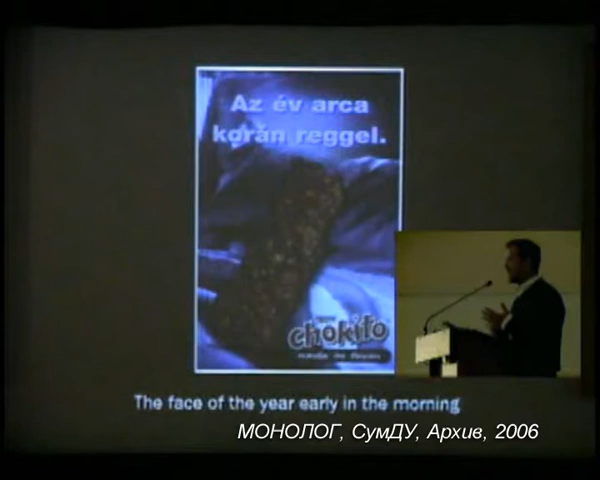 Az év arca
korán reggel.
chokito
The face of the year early in the morning
МОНОЛОГ, СумДУ, Архив, 2006